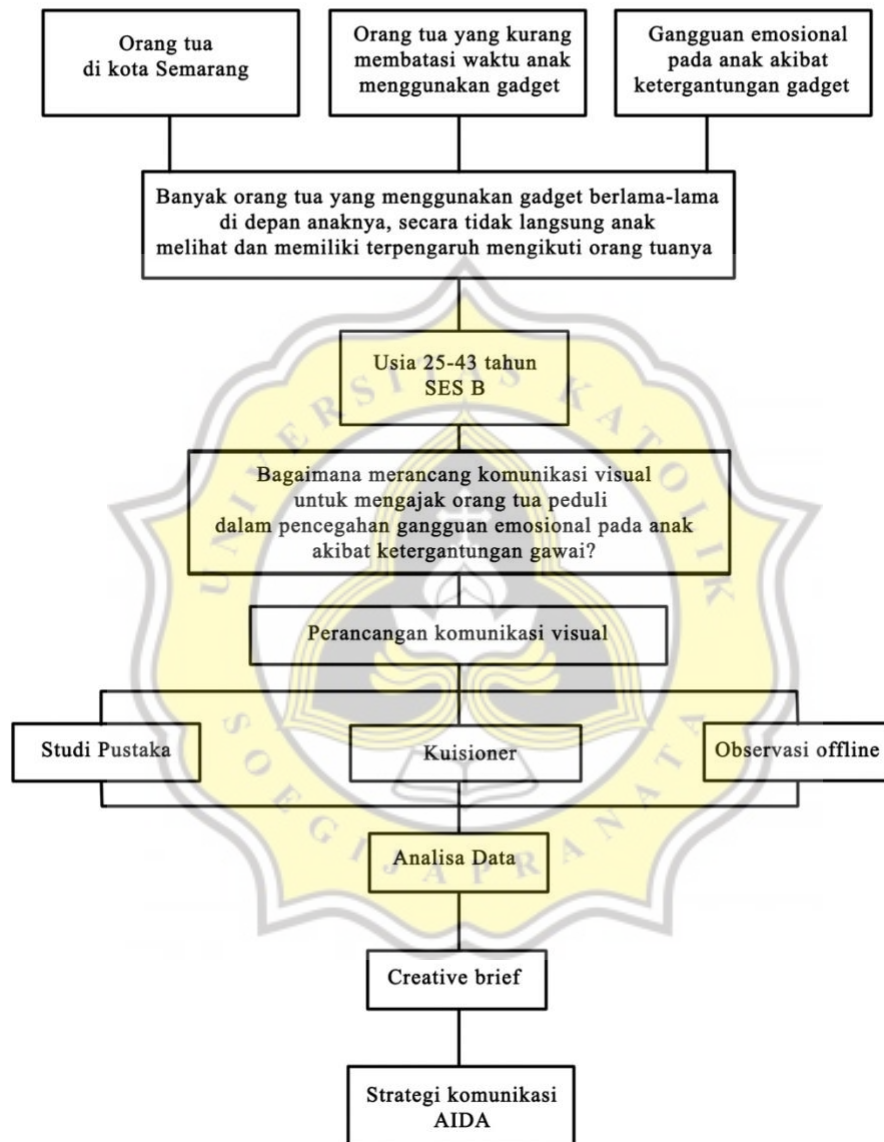 Orang tua
di kota Semarang
Orang tua yang kurang
membatasi waktu anak
menggunakan gadget
Gangguan emosional
pada anak akibat
ketergantungan gadget
Banyak orang tua yang menggunakan gadget berlama-lama
di depan anaknya, secara tidak langsung anak
melihat dan memiliki terpengaruh mengikuti orang tuanya
Usia 25-43 tahun
SES B
Bagaimana merancang komunikasi visual
untuk mengajak orang tua peduli
dalam pencegahan gangguan emosional pada anak
akibat ketergantungan gawai?
Perancangan komunikasi visual
Studi Pustaka
Kuisioner
Observasi offline
Analisa Data
Creative brief
Strategi komunikasi
AIDA
UNIVERSITAS KATOLIK
SOEGIJAPRANATA